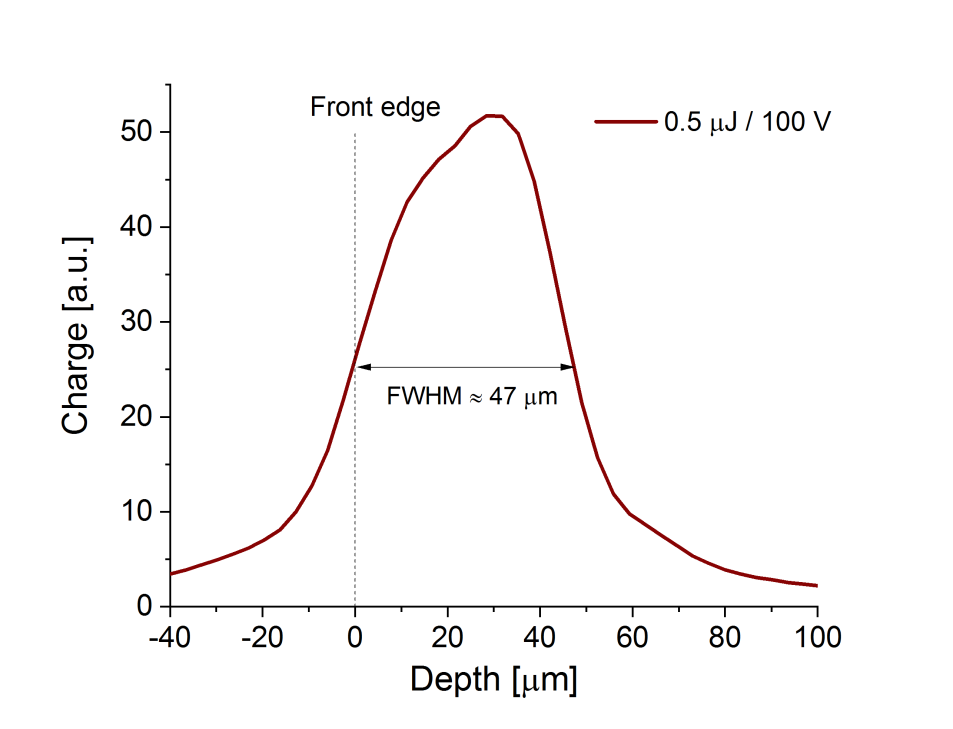 Front edge
0.5 μJ / 100 V
50
40
30
20
10
0
Charge [a.u.]
FWHM ≈ 47 μm
-40 -20 0 20 40 60 80 100
Depth [μm]